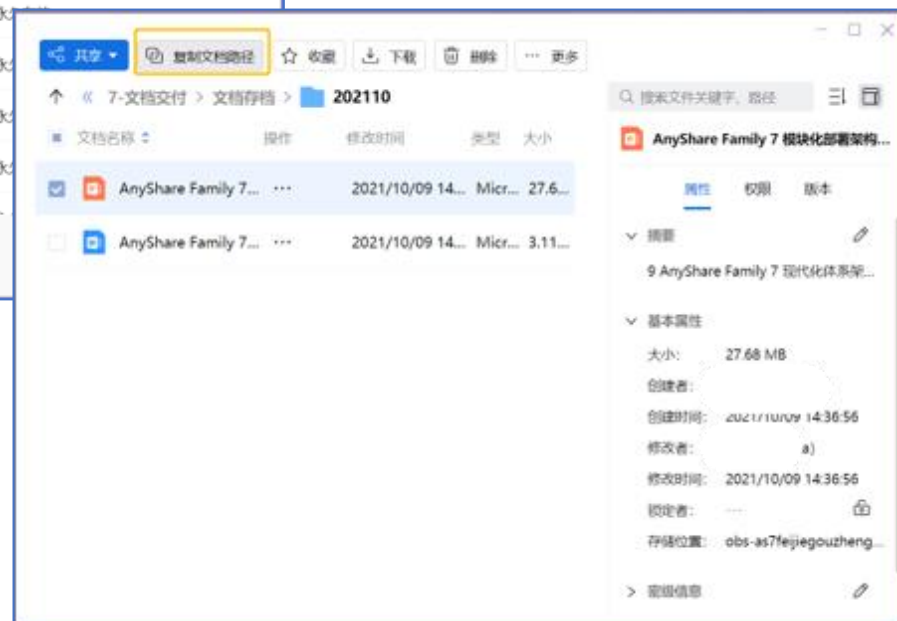 共享 复制文档路径 收藏 下载 删除 ··· 更多
7-文档交付 > 文档存档 > 202110
搜索文件关键字、路径
文档名称 操作 修改时间 类型 大小
AnyShare Family 7... ··· 2021/10/09 14... Micr... 27.6...
AnyShare Family 7... ··· 2021/10/09 14... Micr... 3.11...
AnyShare Family 7 模块化部署架构...
属性 权限 版本
摘要
9 AnyShare Family 7 现代化体系架...
基本属性
大小: 27.68 MB
创建者:
创建时间: 2021/10/09 14:36:56
修改者: a)
修改时间: 2021/10/09 14:36:56
锁定者: ···
存储位置: obs-as7feijiegouzheng...
密级信息